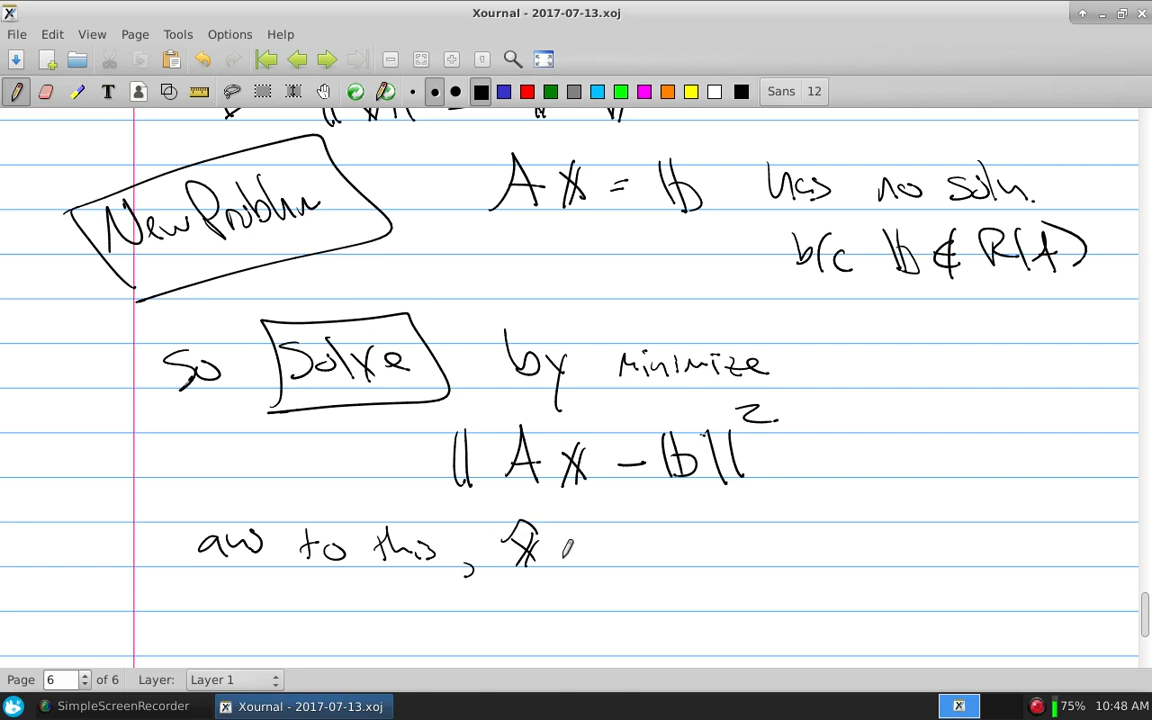 Xournal - 2017-07-13.xoj
File Edit View Page Tools Options Help
Sans 12
New Problm
Ax = b has no soln.
b/c b ∉ R(A)
So Solve by minimize
|| Ax - b ||²
ans to this, x̂
Page 6 of 6 Layer: Layer 1
SimpleScreenRecorder Xournal - 2017-07-13.xoj 75% 10:48 AM